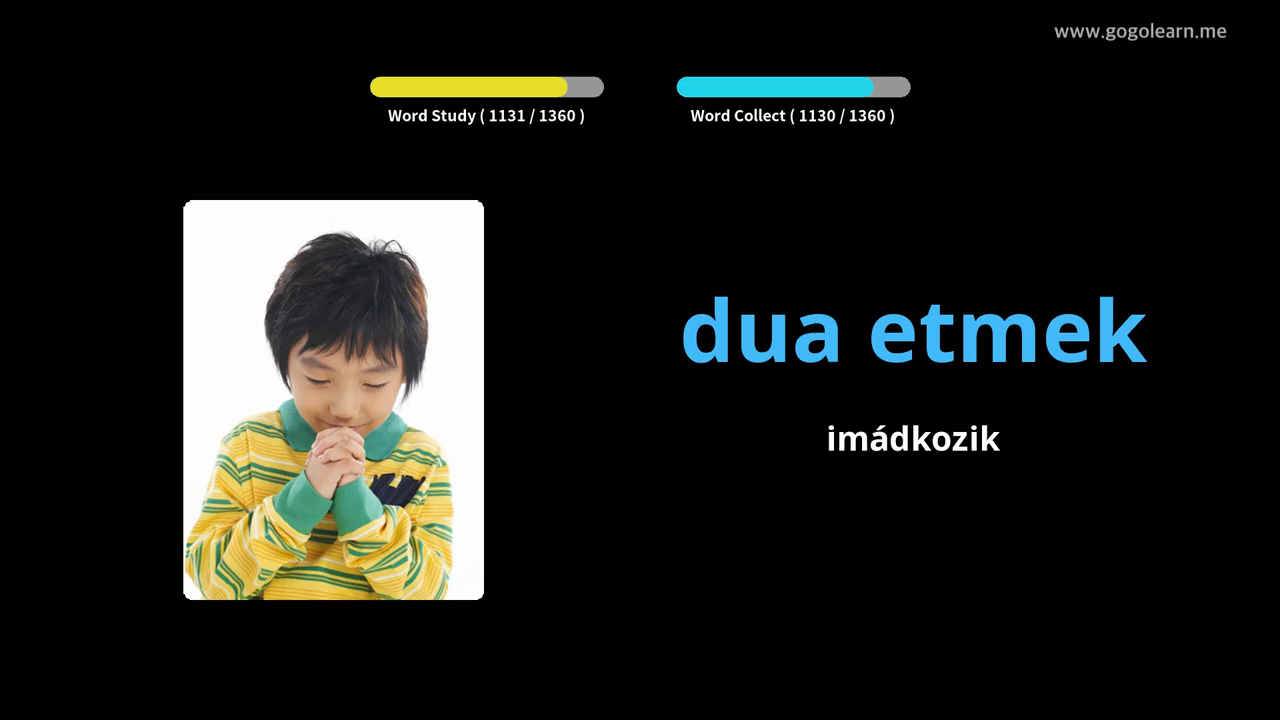 www.gogolearn.me
Word Study ( 1131 / 1360 )
Word Collect ( 1130 / 1360 )
dua etmek
imádkozik